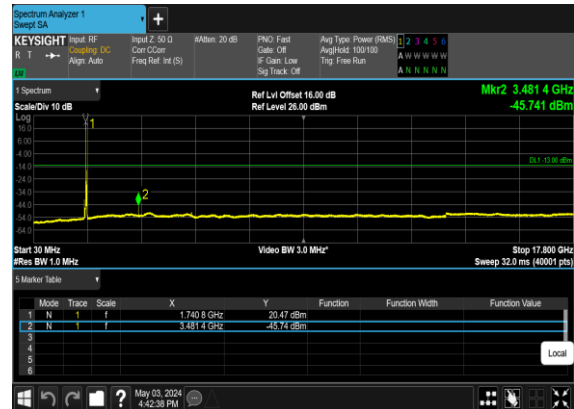 Spectrum Analyzer 1
Swept SA
+
KEYSIGHT Input: RF Input Z: 50 Ω #Atten: 20 dB PNO: Fast Avg Type: Power (RMS) 1 2 3 4 5 6
R T Coupling: DC Corr CCorr Gate: Off Avg|Hold: 100/100 A W W W W W
Align: Auto Freq Ref: Int (S) IF Gain: Low Trig: Free Run
Sig Track: Off A N N N N N
1 Spectrum Ref Lvl Offset 16.00 dB Mkr2 3.481 4 GHz
Scale/Div 10 dB Ref Level 26.00 dBm -45.741 dBm
Log
16.0 1
6.00
-4.00
-14.0 DL1 -13.00 dBm
-24.0
-34.0 2
-44.0
-54.0
-64.0
Start 30 MHz Video BW 3.0 MHz* Stop 17.800 GHz
#Res BW 1.0 MHz Sweep 32.0 ms (40001 pts)
5 Marker Table
Mode Trace Scale X Y Function Function Width Function Value
1 N 1 f 1.740 8 GHz 20.47 dBm
2 N 1 f 3.481 4 GHz -45.74 dBm
3
4
5
6
Local
? May 03, 2024
4:42:38 PM